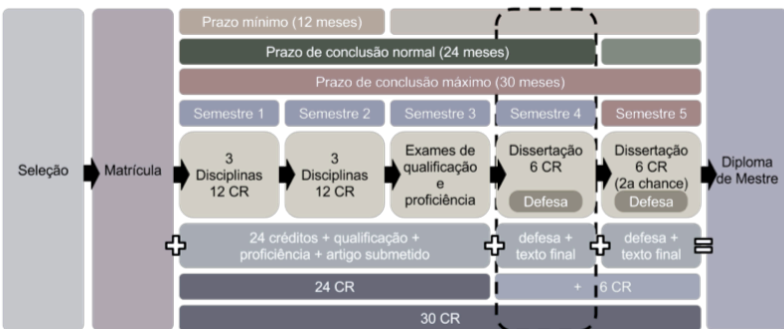 Prazo mínimo (12 meses)
Prazo de conclusão normal (24 meses)
Prazo de conclusão máximo (30 meses)
Semestre 1
Semestre 2
Semestre 3
Semestre 4
Semestre 5
Seleção
Matrícula
3
Disciplinas
12 CR
3
Disciplinas
12 CR
Exames de
qualificação
e
proficiência
Dissertação
6 CR
Defesa
Dissertação
6 CR
(2a chance)
Defesa
Diploma
de Mestre
+
24 créditos + qualificação +
proficiência + artigo submetido
+
defesa +
texto final
+
defesa +
texto final
=
24 CR
+ 6 CR
30 CR